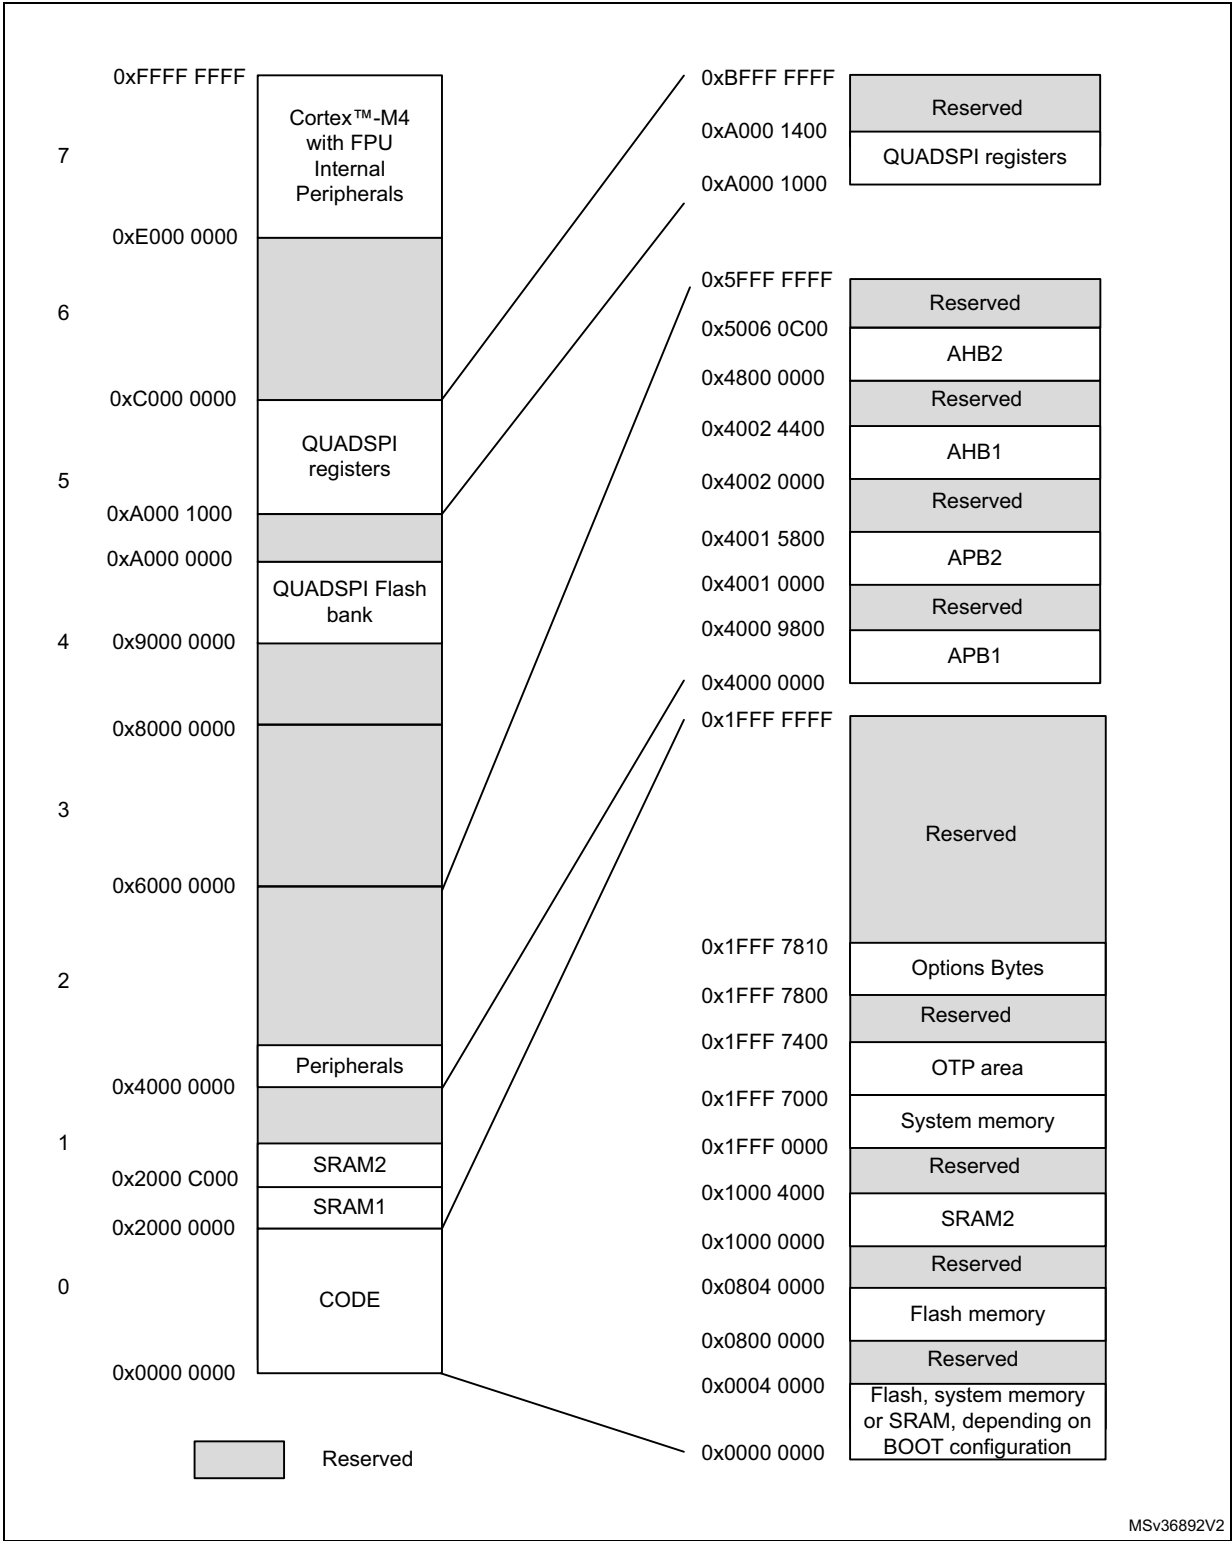 0xFFFF FFFF
Cortex™-M4
with FPU
Internal
Peripherals
7
0xE000 0000
6
0xC000 0000
QUADSPI
registers
5
0xA000 1000
0xA000 0000
QUADSPI Flash
bank
4
0x9000 0000
0x8000 0000
3
0x6000 0000
2
Peripherals
0x4000 0000
1
SRAM2
0x2000 C000
SRAM1
0x2000 0000
0
CODE
0x0000 0000
Reserved
0xBFFF FFFF
Reserved
0xA000 1400
QUADSPI registers
0xA000 1000
0x5FFF FFFF
Reserved
0x5006 0C00
AHB2
0x4800 0000
Reserved
0x4002 4400
AHB1
0x4002 0000
Reserved
0x4001 5800
APB2
0x4001 0000
Reserved
0x4000 9800
APB1
0x4000 0000
0x1FFF FFFF
Reserved
0x1FFF 7810
Options Bytes
0x1FFF 7800
Reserved
0x1FFF 7400
OTP area
0x1FFF 7000
System memory
0x1FFF 0000
Reserved
0x1000 4000
SRAM2
0x1000 0000
Reserved
0x0804 0000
Flash memory
0x0800 0000
Reserved
0x0004 0000
Flash, system memory
or SRAM, depending on
BOOT configuration
0x0000 0000
MSv36892V2